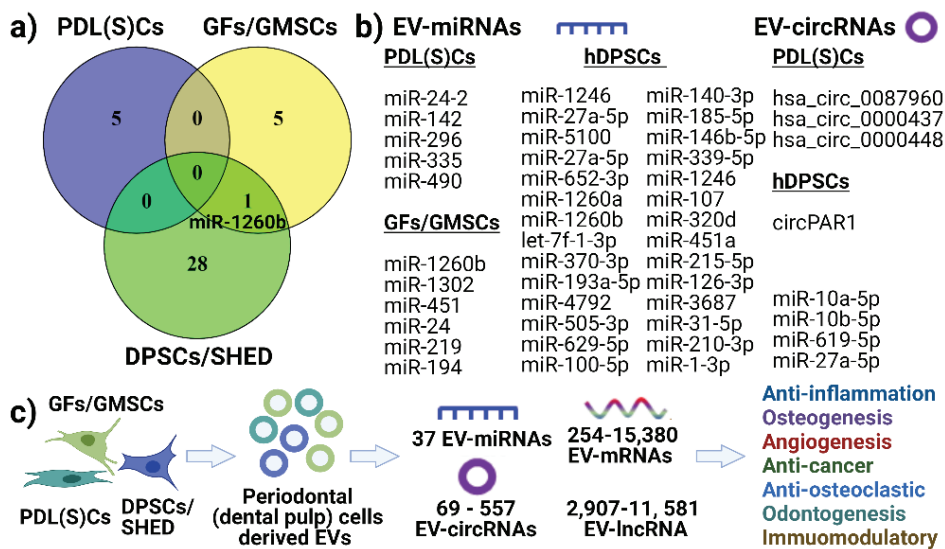 a)
PDL(S)Cs
GFs/GMSCs
5
0
5
0
0
1
miR-1260b
28
DPSCs/SHED
b)
EV-miRNAs
EV-circRNAs
PDL(S)Cs
miR-24-2
miR-142
miR-296
miR-335
miR-490
GFs/GMSCs
miR-1260b
miR-1302
miR-451
miR-24
miR-219
miR-194
hDPSCs
miR-1246
miR-27a-5p
miR-5100
miR-27a-5p
miR-652-3p
miR-1260a
miR-1260b
let-7f-1-3p
miR-370-3p
miR-193a-5p
miR-4792
miR-505-3p
miR-629-5p
miR-100-5p
miR-140-3p
miR-185-5p
miR-146b-5p
miR-339-5p
miR-1246
miR-107
miR-320d
miR-451a
miR-215-5p
miR-126-3p
miR-3687
miR-31-5p
miR-210-3p
miR-1-3p
PDL(S)Cs
hsa_circ_0087960
hsa_circ_0000437
hsa_circ_0000448
hDPSCs
circPAR1
miR-10a-5p
miR-10b-5p
miR-619-5p
miR-27a-5p
c)
GFs/GMSCs
PDL(S)Cs
DPSCs/
SHED
Periodontal
(dental pulp) cells
derived EVs
37 EV-miRNAs
254-15,380
EV-mRNAs
69 - 557
EV-circRNAs
2,907-11, 581
EV-lncRNA
Anti-inflammation
Osteogenesis
Angiogenesis
Anti-cancer
Anti-osteoclastic
Odontogenesis
Immuomodulatory